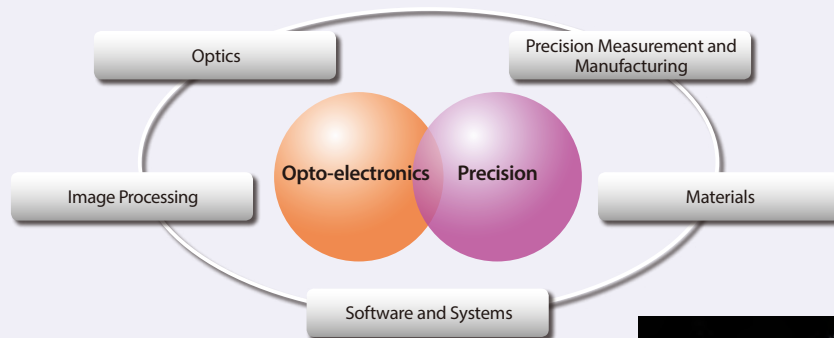 Optics
Precision Measurement and
Manufacturing
Opto-electronics
Precision
Image Processing
Materials
Software and Systems